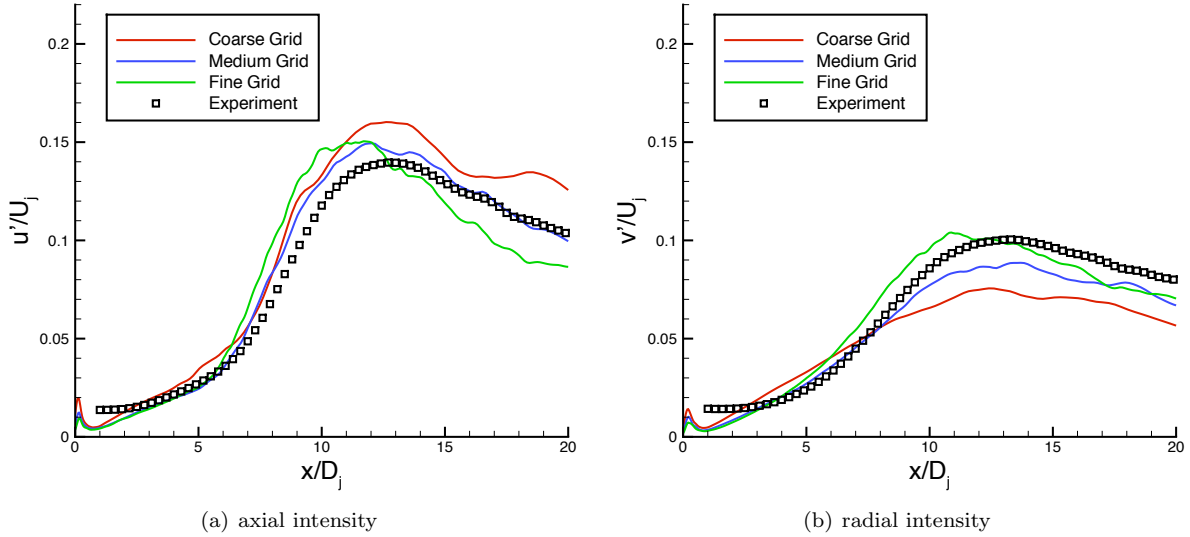 u'/U_j
0.2
0.15
0.1
0.05
0
Coarse Grid
Medium Grid
Fine Grid
Experiment
0 5 10 15 20
x/D_j
(a) axial intensity
v'/U_j
0.2
0.15
0.1
0.05
0
Coarse Grid
Medium Grid
Fine Grid
Experiment
0 5 10 15 20
x/D_j
(b) radial intensity